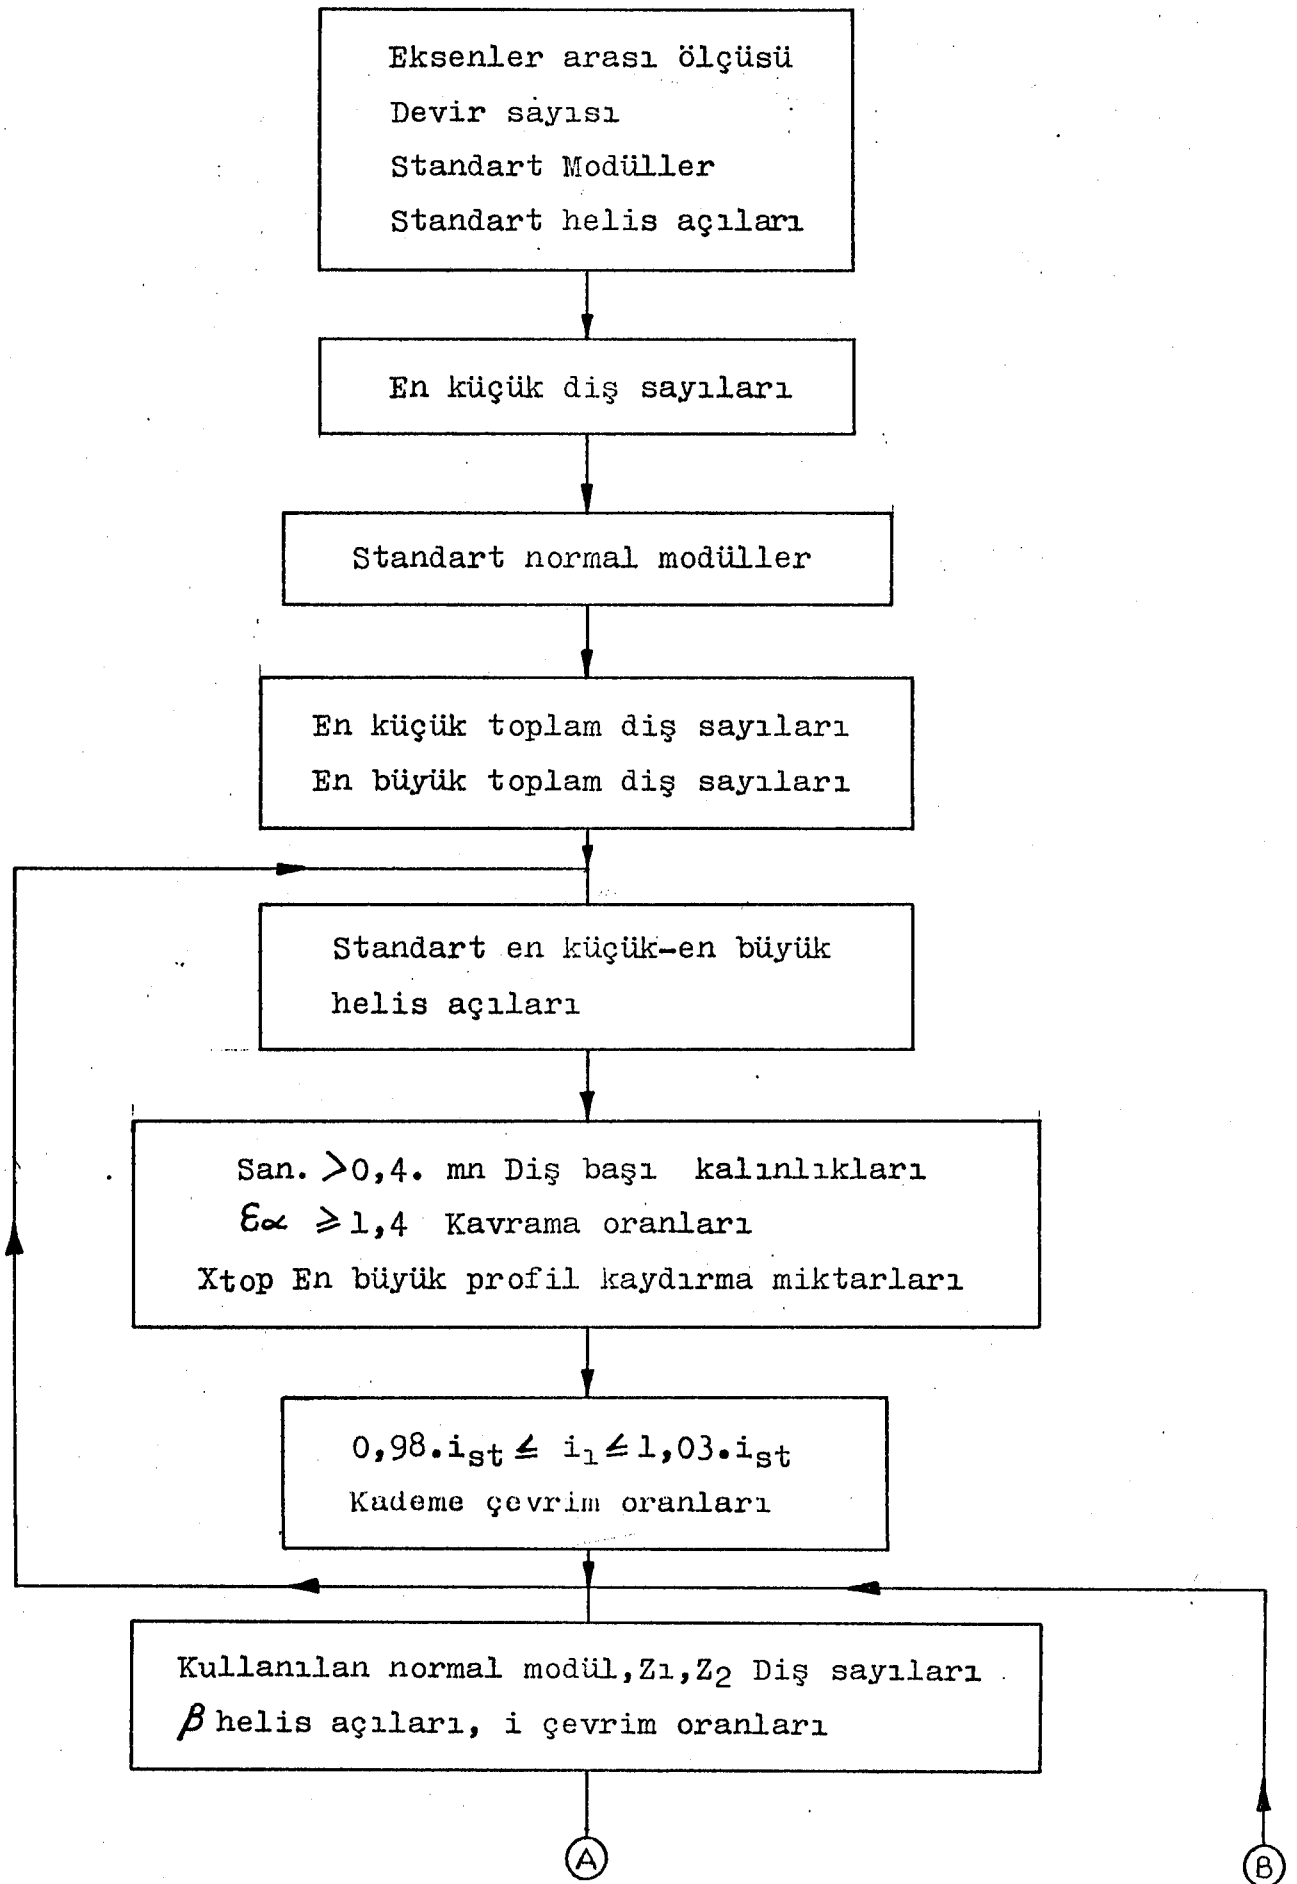 Eksenler arası ölçüsü
Devir sayısı
Standart Modüller
Standart helis açıları
En küçük diş sayıları
Standart normal modüller
En küçük toplam diş sayıları
En büyük toplam diş sayıları
Standart en küçük-en büyük
helis açıları
San. >0,4. mn Diş başı kalınlıkları
εα ≥1,4 Kavrama oranları
Xtop En büyük profil kaydırma miktarları
0,98.i_st ≤ i_1 ≤ 1,03.i_st
Kademe çevrim oranları
Kullanılan normal modül,Z1,Z2 Diş sayıları
β helis açıları, i çevrim oranları
A
B